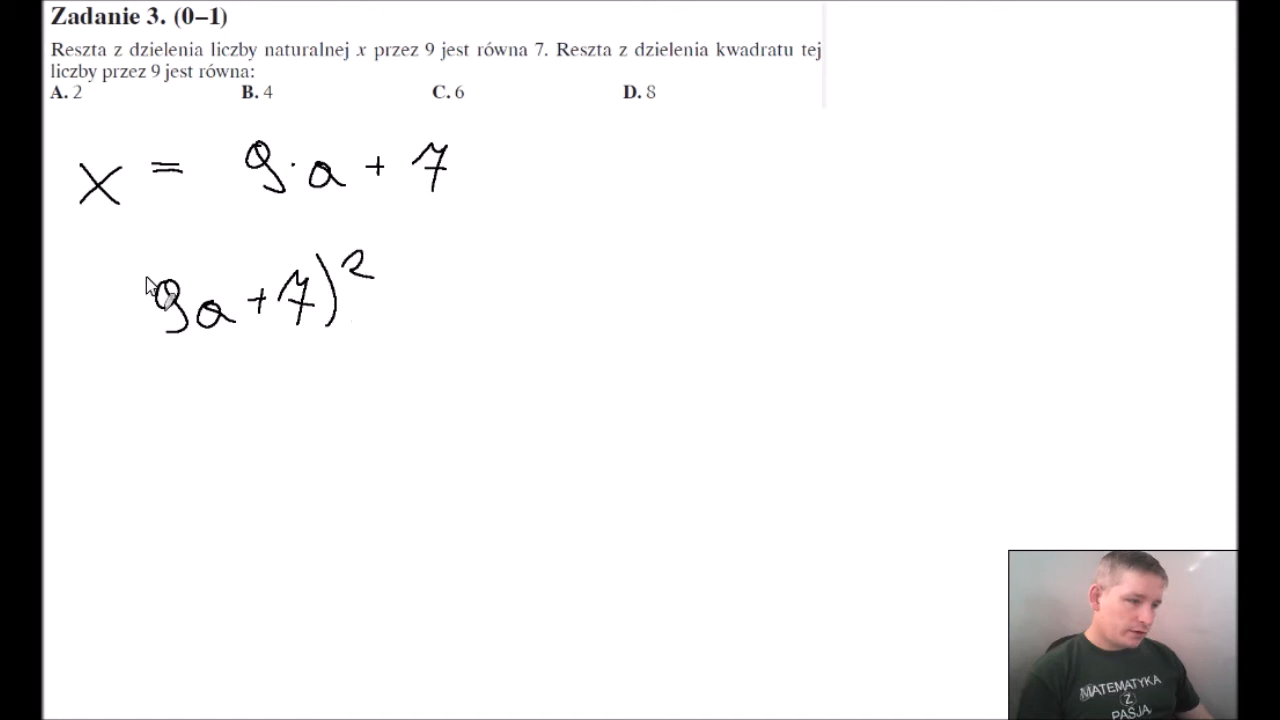 Zadanie 3. (0–1)
Reszta z dzielenia liczby naturalnej x przez 9 jest równa 7. Reszta z dzielenia kwadratu tej
liczby przez 9 jest równa:
A. 2 B. 4 C. 6 D. 8
x = 9·a + 7
9a + 7)²
MATEMATYKA
Z
PASJĄ